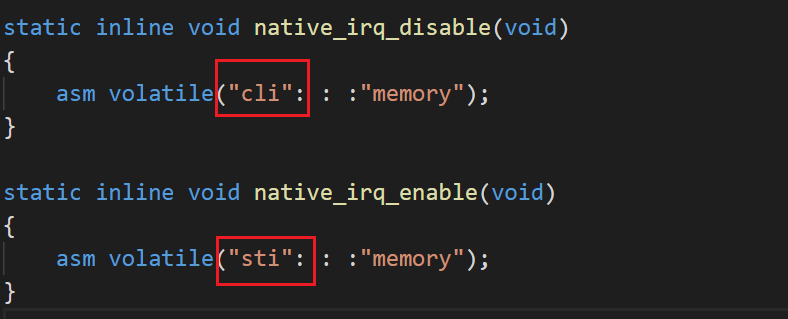 static inline void native_irq_disable(void)
{
    asm volatile("cli": : :"memory");
}
static inline void native_irq_enable(void)
{
    asm volatile("sti": : :"memory");
}